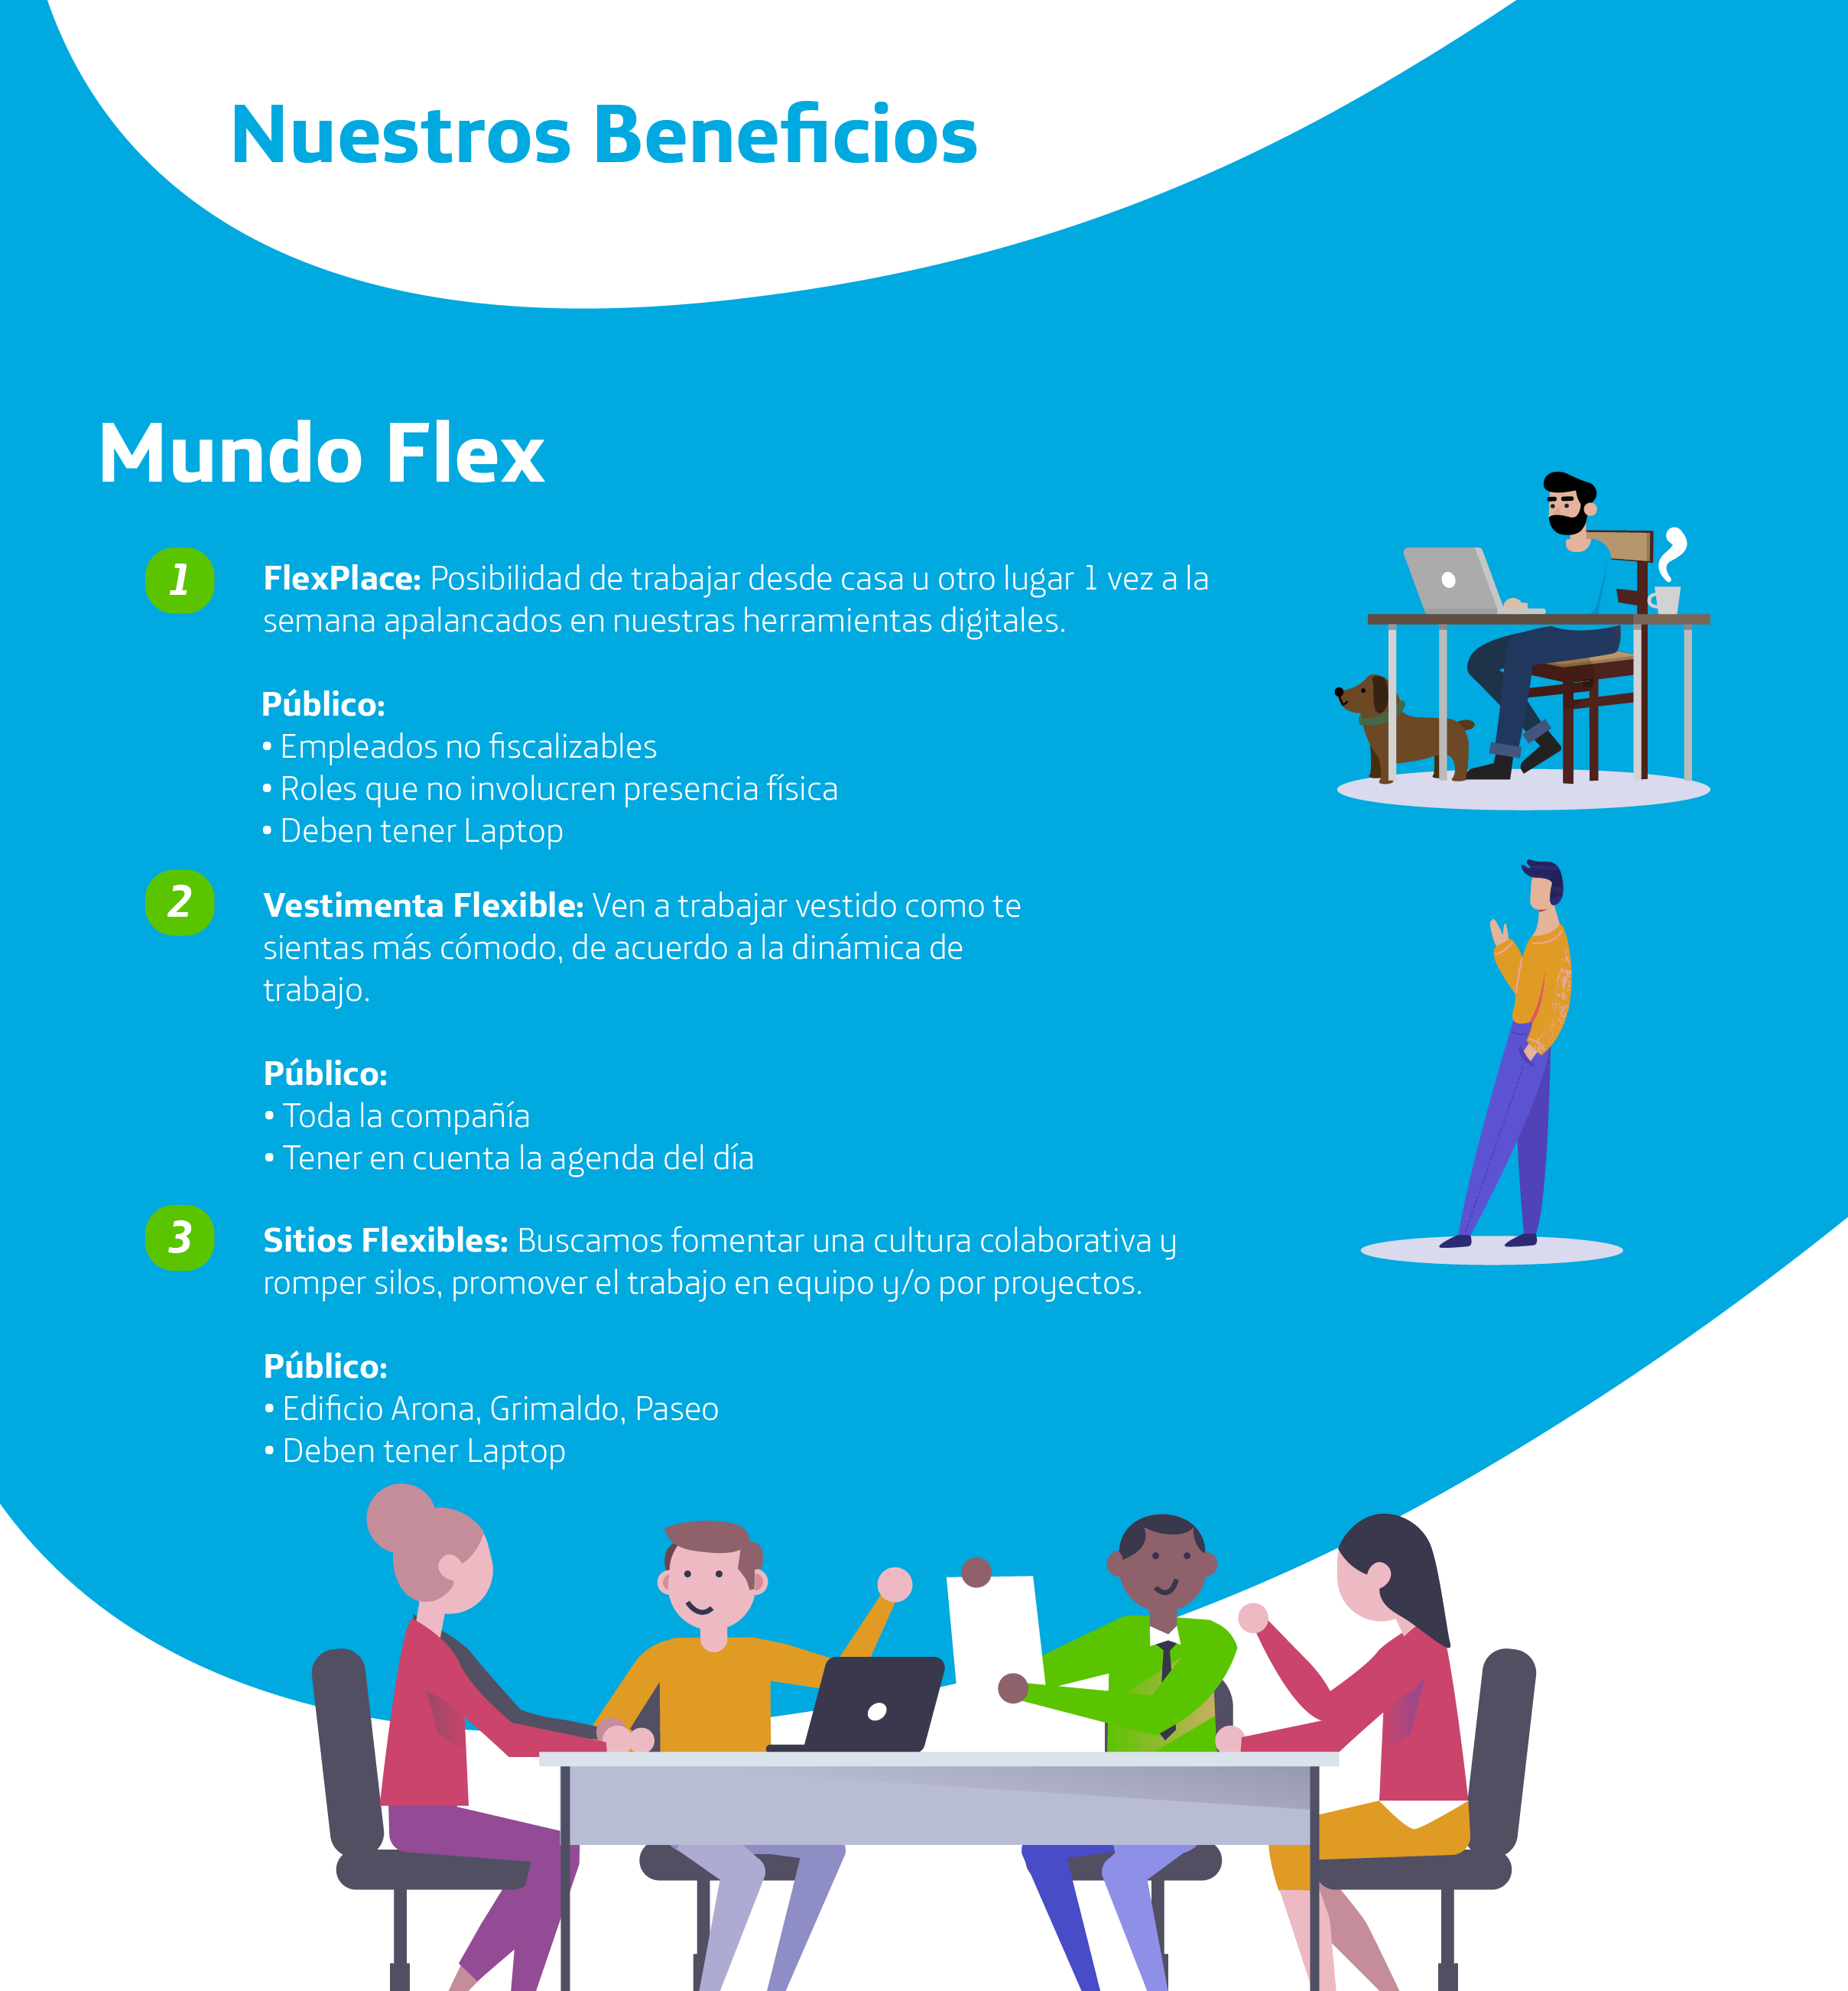 Nuestros Beneficios
Mundo Flex
1
FlexPlace: Posibilidad de trabajar desde casa u otro lugar 1 vez a la
semana apalancados en nuestras herramientas digitales.
Público:
• Empleados no fiscalizables
• Roles que no involucren presencia física
• Deben tener Laptop
2
Vestimenta Flexible: Ven a trabajar vestido como te
sientas más cómodo, de acuerdo a la dinámica de
trabajo.
Público:
• Toda la compañía
• Tener en cuenta la agenda del día
3
Sitios Flexibles: Buscamos fomentar una cultura colaborativa y
romper silos, promover el trabajo en equipo y/o por proyectos.
Público:
• Edificio Arona, Grimaldo, Paseo
• Deben tener Laptop